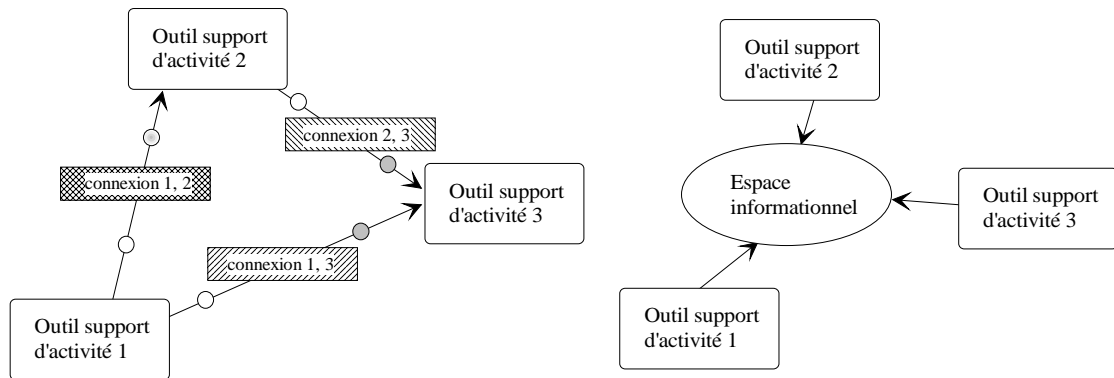 Outil support
d'activité 2
connexion 2, 3
connexion 1, 2
Outil support
d'activité 3
connexion 1, 3
Outil support
d'activité 1
Outil support
d'activité 2
Espace
informationnel
Outil support
d'activité 3
Outil support
d'activité 1